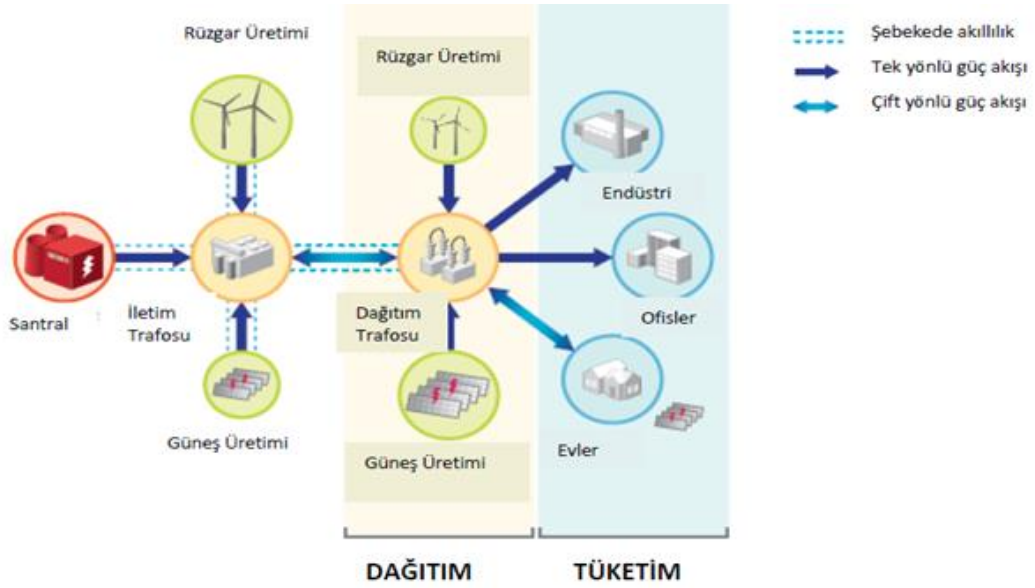 Rüzgar Üretimi
Rüzgar Üretimi
Şebekede akıllılık
Tek yönlü güç akışı
Çift yönlü güç akışı
Endüstri
Santral
İletim
Trafosu
Dağıtım
Trafosu
Ofisler
Güneş Üretimi
Güneş Üretimi
Evler
DAĞITIM
TÜKETİM